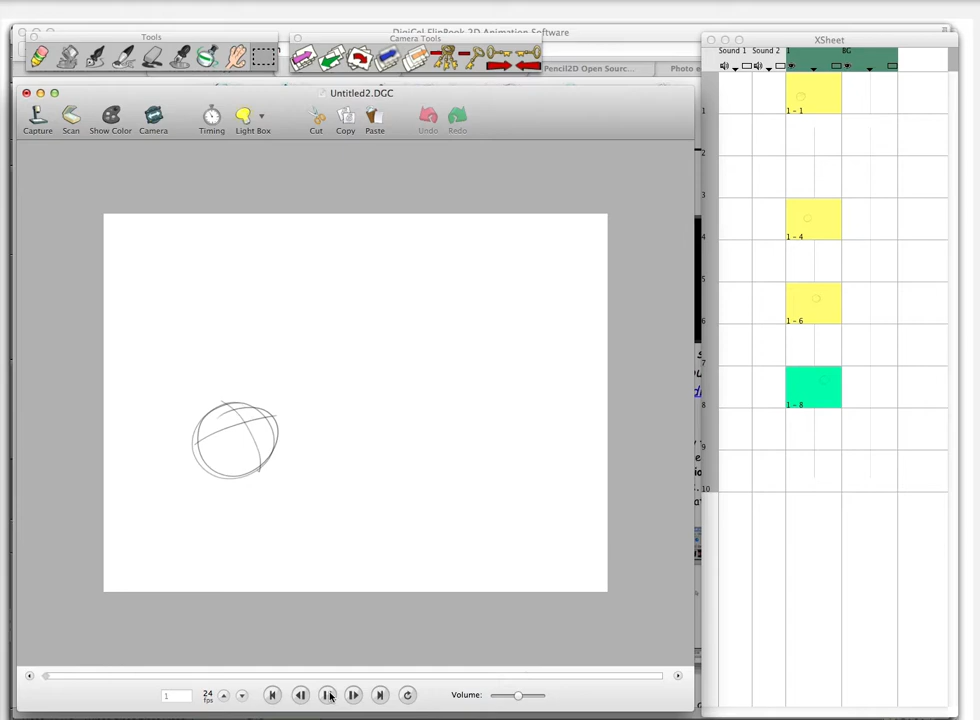 DigiCel FlipBook 2D Animation Software
Tools
Camera Tools
XSheet
Sound 1 Sound 2 1 BG
Pencil2D Open Sourc...
Photo e
Untitled2.DGC
Capture Scan Show Color Camera Timing Light Box Cut Copy Paste Undo Redo
1
1 - 1
2
3
4
1 - 4
5
6
1 - 6
7
8
1 - 8
9
10
1
24
fps
Volume: